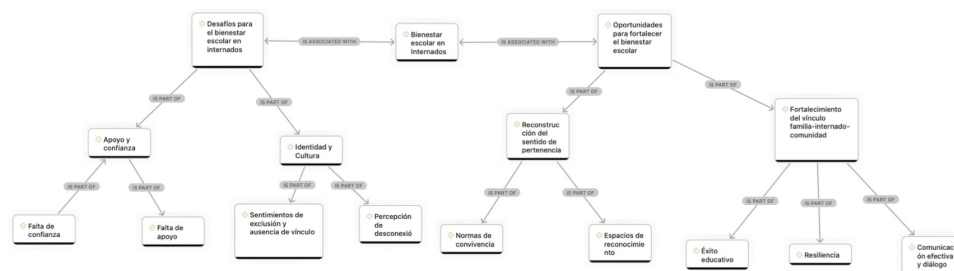 Desafíos para
el bienestar
escolar en
internados
IS ASSOCIATED WITH
Bienestar
escolar en
Internados
IS ASSOCIATED WITH
Oportunidades
para fortalecer
el bienestar
escolar
IS PART OF
IS PART OF
IS PART OF
IS PART OF
Apoyo y
confianza
Identidad y
Cultura
Reconstruc
ción del
sentido de
pertenencia
Fortalecimiento
del vínculo
familia-internado-
comunidad
IS PART OF
IS PART OF
IS PART OF
IS PART OF
IS PART OF
IS PART OF
IS PART OF
IS PART OF
IS PART OF
Falta de
confianza
Falta de
apoyo
Sentimientos de
exclusión y
ausencia de vínculo
Percepción
de
desconexió
Normas de
convivencia
Espacios de
reconocimie
nto
Éxito
educativo
Resiliencia
Comunicac
ón efectiva
y diálogo